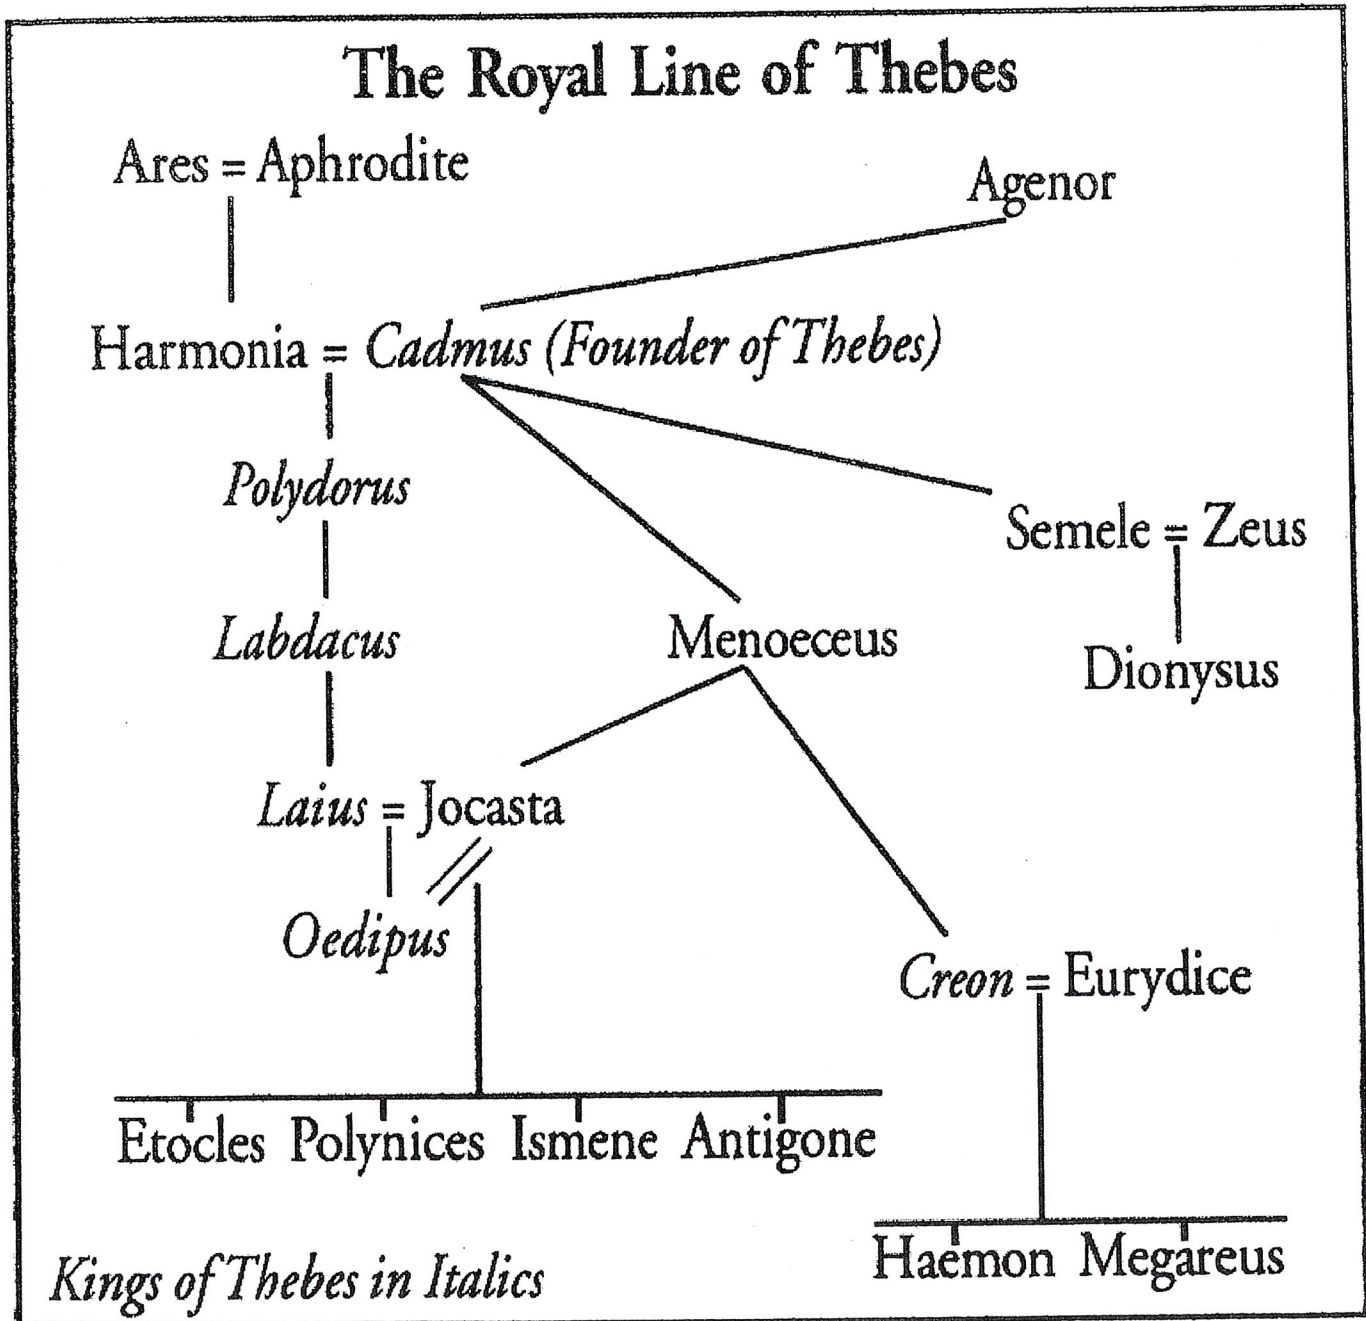 The Royal Line of Thebes
Ares = Aphrodite
Agenor
Harmonia = Cadmus (Founder of Thebes)
Polydorus
Semele = Zeus
Labdacus
Menoeceus
Dionysus
Laius = Jocasta
Oedipus
Creon = Eurydice
Etocles Polynices Ismene Antigone
Haemon Megareus
Kings of Thebes in Italics